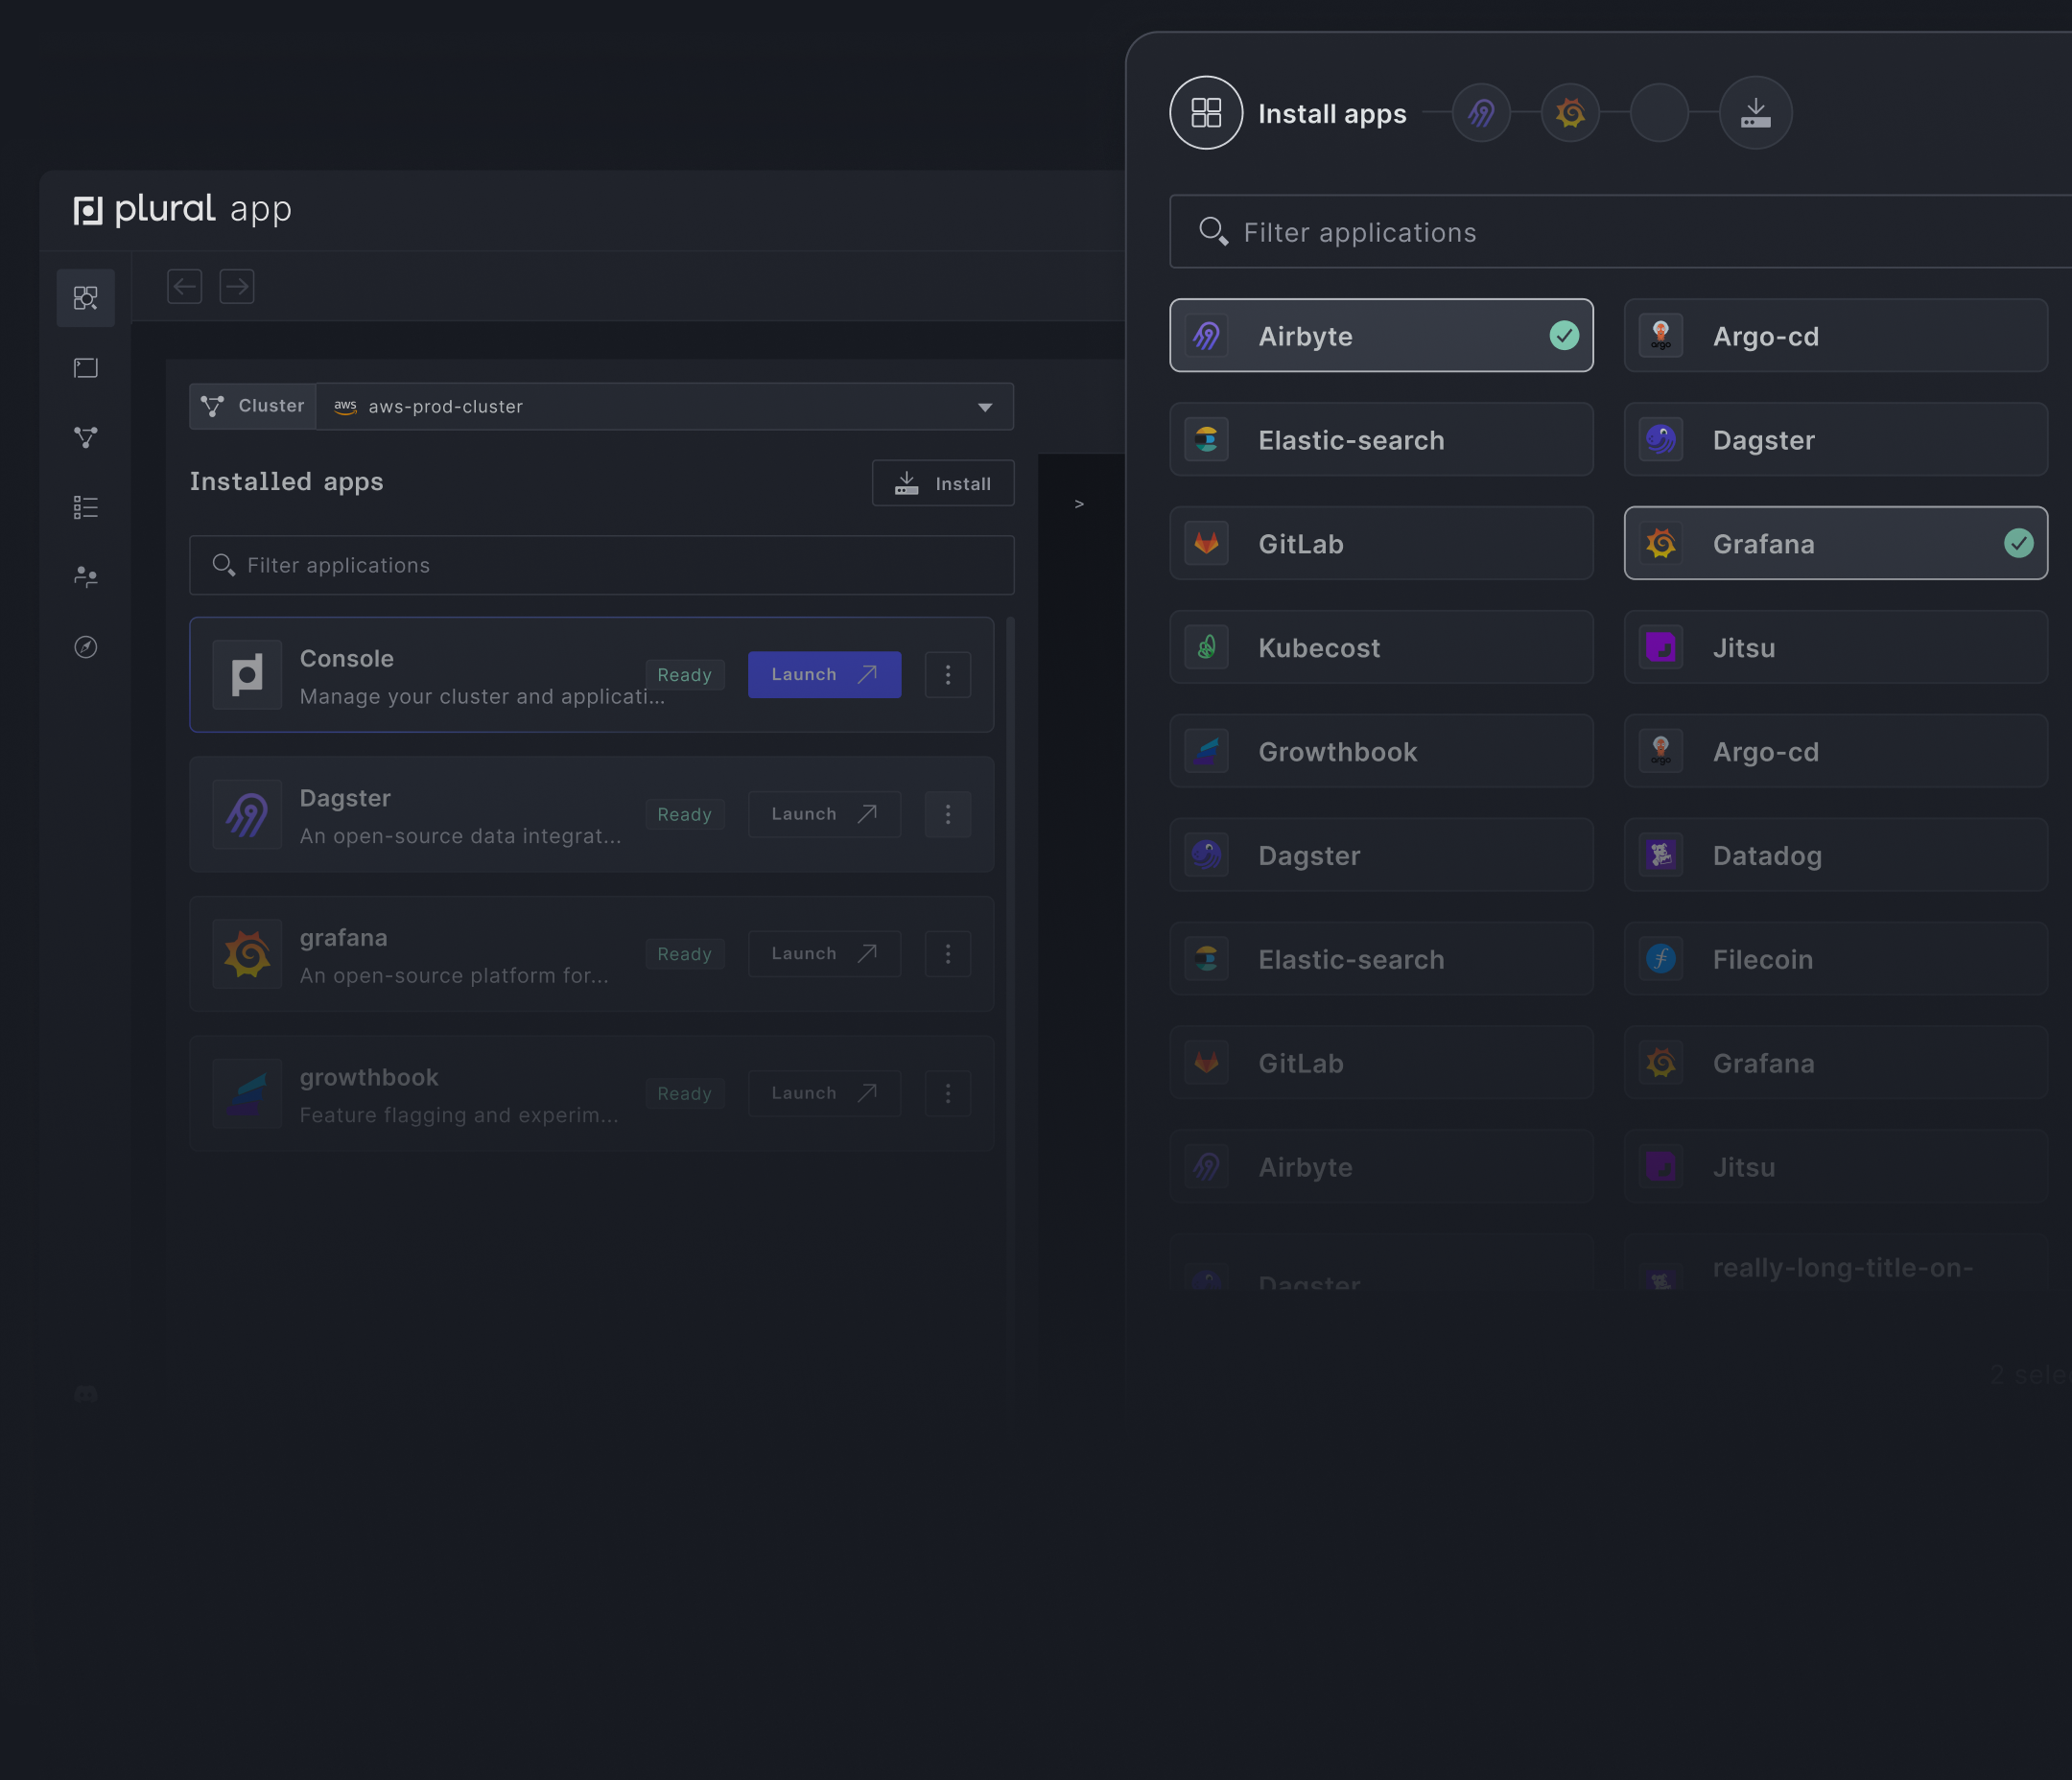 plural app
Cluster
aws
aws-prod-cluster
Installed apps
Install
Filter applications
Console
Manage your cluster and applicati...
Ready
Launch
Dagster
An open-source data integrat...
Ready
Launch
grafana
An open-source platform for...
Ready
Launch
growthbook
Feature flagging and experim...
Ready
Launch
>
Install apps
Filter applications
Airbyte
argo
Argo-cd
Elastic-search
Dagster
GitLab
Grafana
Kubecost
Jitsu
Growthbook
argo
Argo-cd
Dagster
Datadog
Elastic-search
Filecoin
GitLab
Grafana
Airbyte
Jitsu
Dagster
really-long-title-on-
2 selec